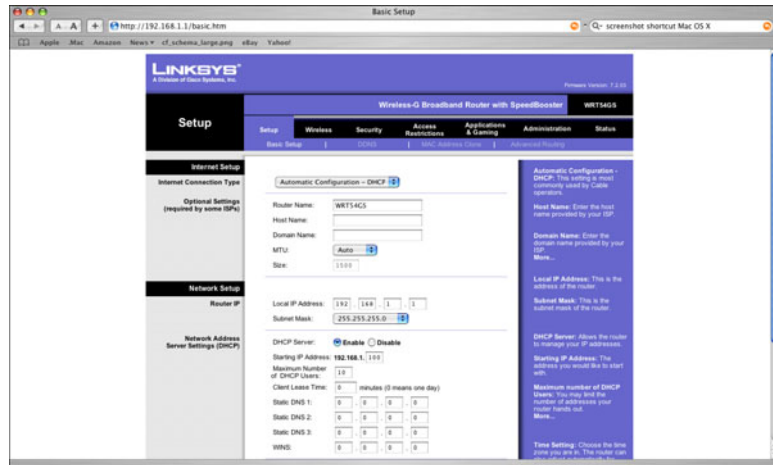 Basic Setup
A A + http://192.168.1.1/basic.htm Q- screenshot shortcut Mac OS X
Apple .Mac Amazon News cf_schema_large.png eBay Yahoo!
LINKSYS®
A Division of Cisco Systems, Inc.
Firmware Version: 7.2.03
Wireless-G Broadband Router with SpeedBooster WRT54GS
Setup
Setup Wireless Security Access Restrictions Applications & Gaming Administration Status
Basic Setup | DDNS | MAC Address Clone | Advanced Routing
Internet Setup
Internet Connection Type
Automatic Configuration - DHCP
Optional Settings
(required by some ISPs)
Router Name: WRT54GS
Host Name:
Domain Name:
MTU: Auto
Size: 1500
Network Setup
Router IP
Local IP Address: 192 . 168 . 1 . 1
Subnet Mask: 255.255.255.0
Network Address
Server Settings (DHCP)
DHCP Server: Enable Disable
Starting IP Address: 192.168.1. 100
Maximum Number
of DHCP Users: 10
Client Lease Time: 0 minutes (0 means one day)
Static DNS 1: 0 . 0 . 0 . 0
Static DNS 2: 0 . 0 . 0 . 0
Static DNS 3: 0 . 0 . 0 . 0
WINS: 0 . 0 . 0 . 0
Automatic Configuration -
DHCP: This setting is most
commonly used by Cable
operators.
Host Name: Enter the host
name provided by your ISP.
Domain Name: Enter the
domain name provided by your
ISP.
More...
Local IP Address: This is the
address of the router.
Subnet Mask: This is the
subnet mask of the router.
DHCP Server: Allows the router
to manage your IP addresses.
Starting IP Address: The
address you would like to start
with.
Maximum number of DHCP
Users: You may limit the
number of addresses your
router hands out.
More...
Time Setting: Choose the time
zone you are in. The router can